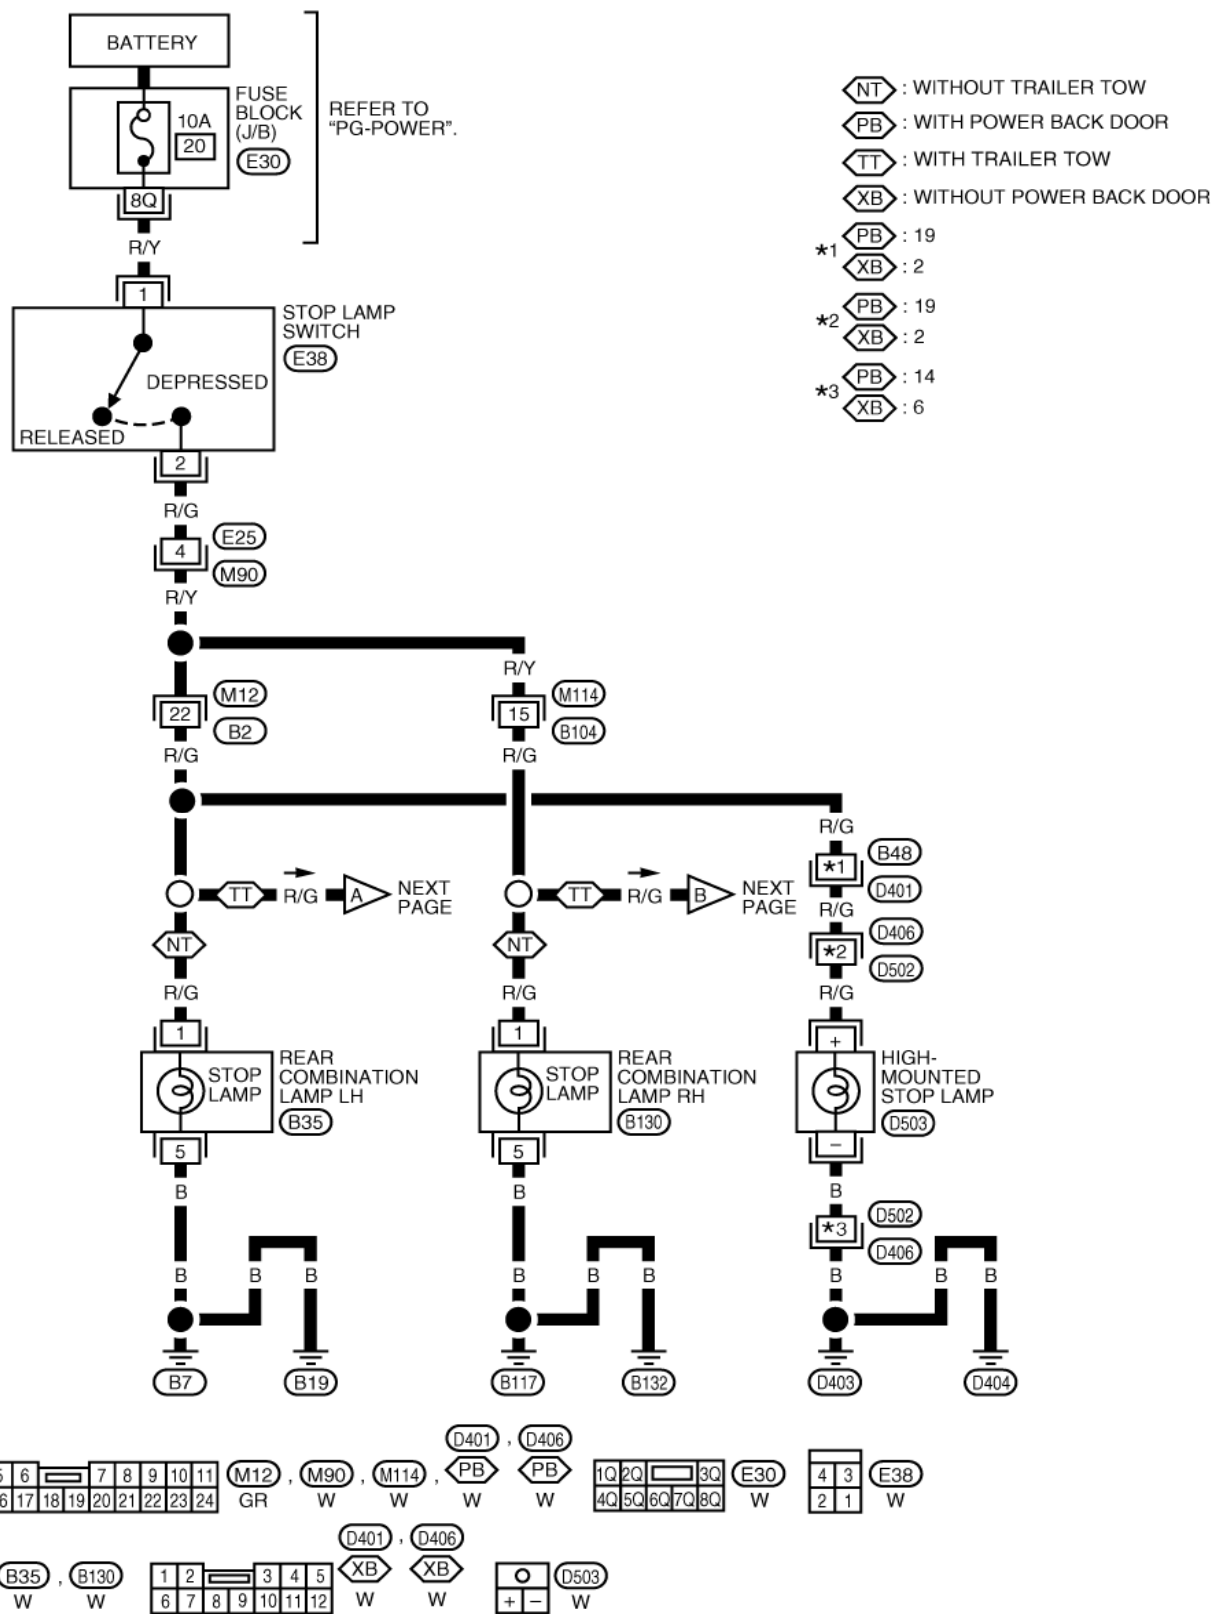 BATTERY
FUSE
BLOCK
(J/B)
E30
10A
20
8Q
REFER TO
“PG-POWER”.
NT : WITHOUT TRAILER TOW
PB : WITH POWER BACK DOOR
TT : WITH TRAILER TOW
XB : WITHOUT POWER BACK DOOR
*1 PB : 19
XB : 2
*2 PB : 19
XB : 2
*3 PB : 14
XB : 6
R/Y
1
STOP LAMP
SWITCH
E38
DEPRESSED
RELEASED
2
R/G
4
E25
M90
R/Y
R/Y
22
M12
B2
15
M114
B104
R/G
R/G
R/G
*1
B48
D401
R/G
*2
D406
D502
R/G
TT R/G A NEXT
PAGE
TT R/G B NEXT
PAGE
NT
NT
R/G
R/G
1
STOP
LAMP
REAR
COMBINATION
LAMP LH
B35
5
1
STOP
LAMP
REAR
COMBINATION
LAMP RH
B130
5
+
HIGH-
MOUNTED
STOP LAMP
D503
–
B
B
B
*3
D502
D406
B B B
B B B
B B B
B7
B19
B117
B132
D403
D404
D401 , D406
5 6 7 8 9 10 11
M12 , M90 , M114 , PB PB
6 17 18 19 20 21 22 23 24
GR W W W W
1Q 2Q 3Q
4Q 5Q 6Q 7Q 8Q
E30
W
4 3
2 1
E38
W
D401 , D406
B35 , B130
W W
1 2 3 4 5
6 7 8 9 10 11 12
XB XB
W W
+ –
D503
W